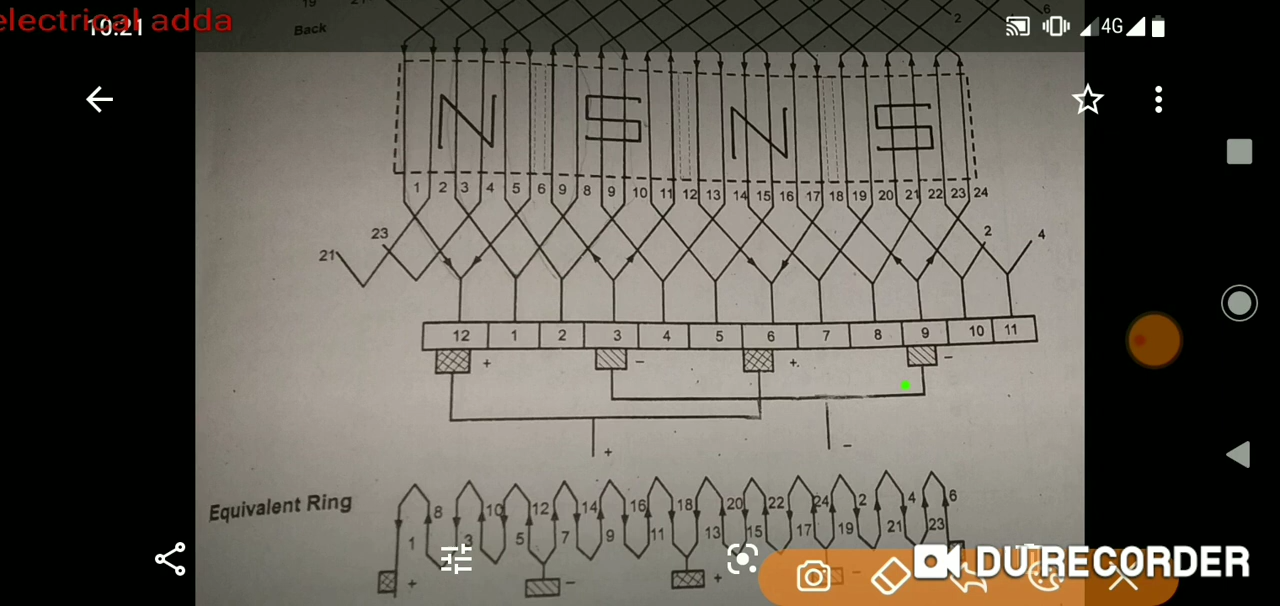 electrical adda
10:21
4G
19
2
6
Back
N S N S
1 2 3 4 5 6 9 8 9 10 11 12 13 14 15 16 17 18 19 20 21 22 23 24
21
23
2
4
12 1 2 3 4 5 6 7 8 9 10 11
+ - +. -
+ -
Equivalent Ring
8 10 12 14 16 18 20 22 24 2 4 6
1 3 5 7 9 11 13 15 17 19 21 23
+ - + -
DU RECORDER